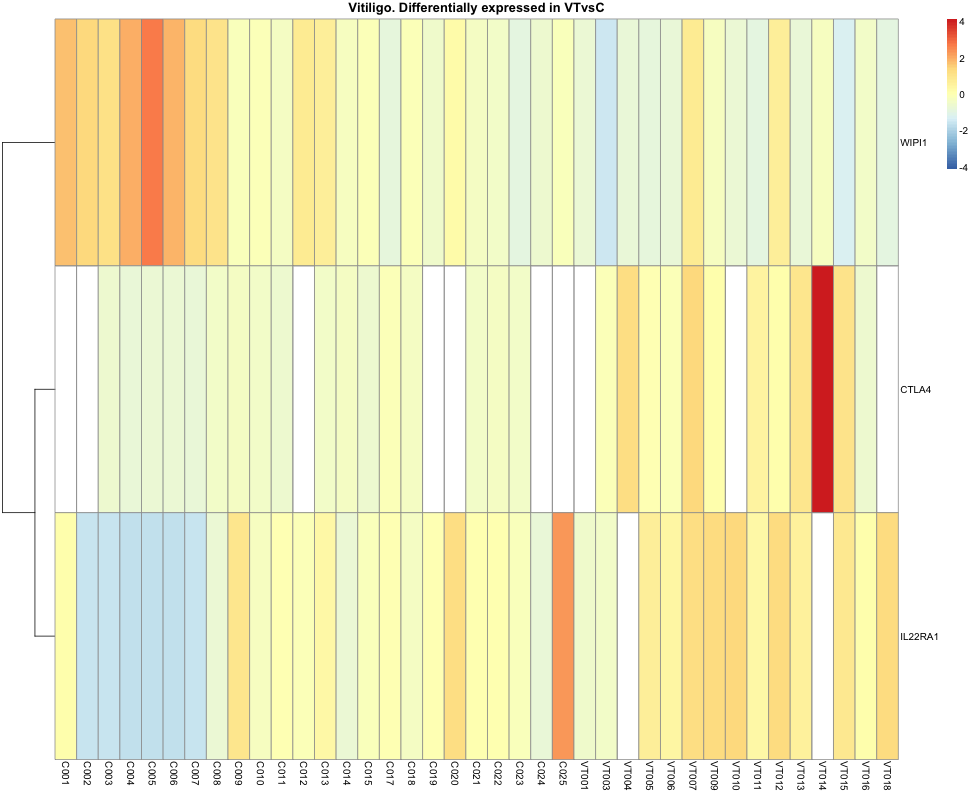 Vitiligo. Differentially expressed in VTvsC
4
2
0
-2
-4
WIPI1
CTLA4
IL22RA1
C001
C002
C003
C004
C005
C006
C007
C008
C009
C010
C011
C012
C013
C014
C015
C017
C018
C019
C020
C021
C022
C023
C024
C025
VT001
VT003
VT004
VT005
VT006
VT007
VT009
VT010
VT011
VT012
VT013
VT014
VT015
VT016
VT018